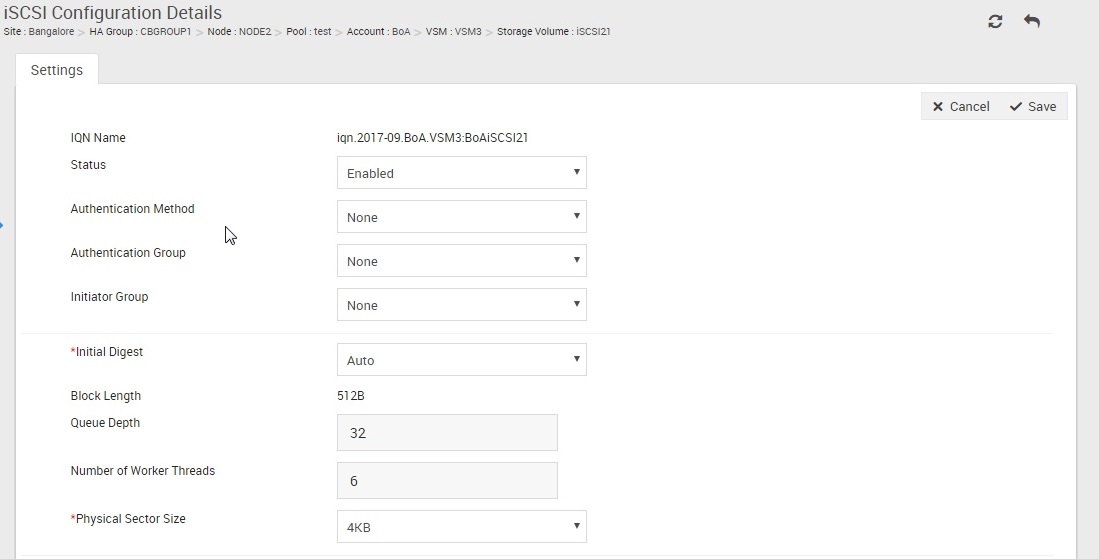 iSCSI Configuration Details
Site : Bangalore > HA Group : CBGROUP1 > Node : NODE2 > Pool : test > Account : BoA > VSM : VSM3 > Storage Volume : iSCSI21
Settings
Cancel Save
IQN Name iqn.2017-09.BoA.VSM3:BoAiSCSI21
Status Enabled
Authentication Method None
Authentication Group None
Initiator Group None
*Initial Digest Auto
Block Length 512B
Queue Depth 32
Number of Worker Threads 6
*Physical Sector Size 4KB